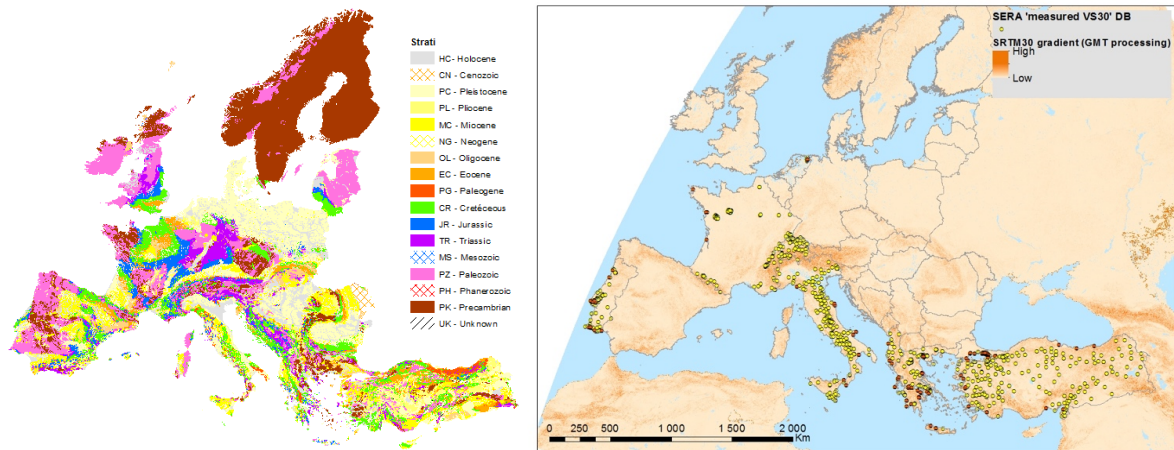 Strati
HC - Holocene
CN - Cenozoic
PC - Pleistocene
PL - Pliocene
MC - Miocene
NG - Neogene
OL - Oligocene
EC - Eocene
PG - Paleogene
CR - Cretéceous
JR - Jurassic
TR - Triassic
MS - Mesozoic
PZ - Paleozoic
PH - Phanerozoic
PK - Precambrian
UK - Unknown
SERA 'measured VS30' DB
SRTM30 gradient (GMT processing)
High
Low
0 250 500 1 000 1 500 2 000
Km